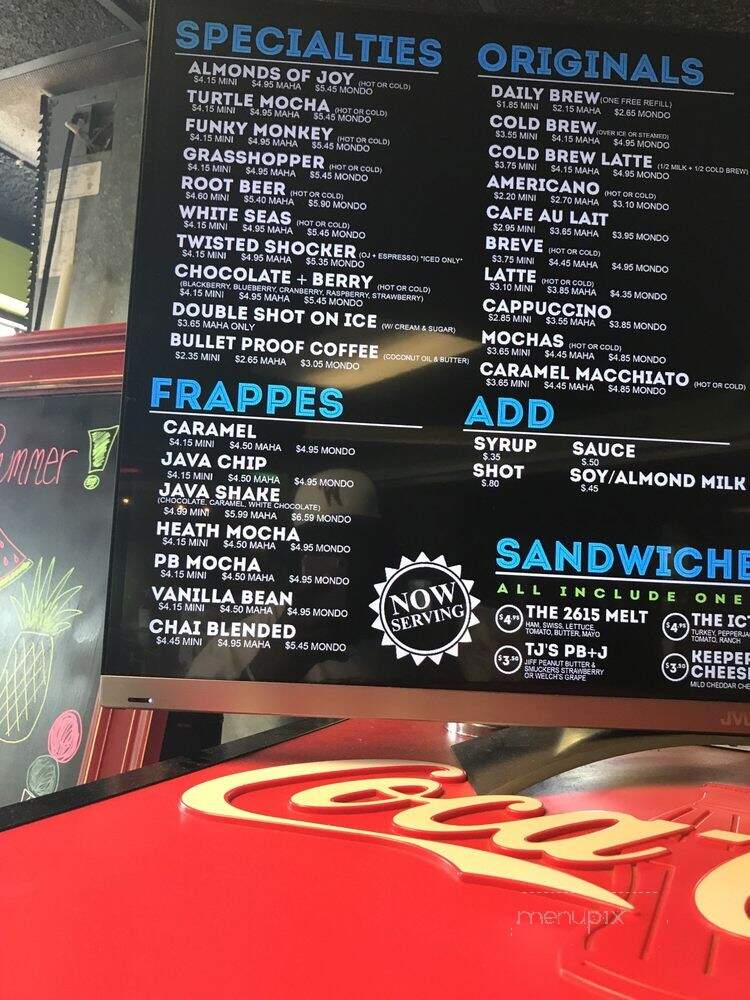 SPECIALTIES
ALMONDS OF JOY (HOT OR COLD)
$4.15 MINI $4.95 MAHA $5.45 MONDO
TURTLE MOCHA (HOT OR COLD)
$4.15 MINI $4.95 MAHA $5.45 MONDO
FUNKY MONKEY (HOT OR COLD)
$4.15 MINI $4.95 MAHA $5.45 MONDO
GRASSHOPPER (HOT OR COLD)
$4.15 MINI $4.95 MAHA $5.45 MONDO
ROOT BEER (HOT OR COLD)
$4.60 MINI $5.40 MAHA $5.90 MONDO
WHITE SEAS (HOT OR COLD)
$4.15 MINI $4.95 MAHA $5.45 MONDO
TWISTED SHOCKER (OJ + ESPRESSO) *ICED ONLY*
$4.15 MINI $4.95 MAHA $5.35 MONDO
CHOCOLATE + BERRY (HOT OR COLD)
(BLACKBERRY, BLUEBERRY, CRANBERRY, RASPBERRY, STRAWBERRY)
$4.15 MINI $4.95 MAHA $5.45 MONDO
DOUBLE SHOT ON ICE (W/ CREAM & SUGAR)
$3.65 MAHA ONLY
BULLET PROOF COFFEE (COCONUT OIL & BUTTER)
$2.35 MINI $2.65 MAHA $3.05 MONDO
FRAPPES
CARAMEL
$4.15 MINI $4.50 MAHA $4.95 MONDO
JAVA CHIP
$4.15 MINI $4.50 MAHA $4.95 MONDO
JAVA SHAKE
(CHOCOLATE, CARAMEL, WHITE CHOCOLATE)
$4.99 MINI $5.99 MAHA $6.59 MONDO
HEATH MOCHA
$4.15 MINI $4.50 MAHA $4.95 MONDO
PB MOCHA
$4.15 MINI $4.50 MAHA $4.95 MONDO
VANILLA BEAN
$4.15 MINI $4.50 MAHA $4.95 MONDO
CHAI BLENDED
$4.45 MINI $4.95 MAHA $5.45 MONDO
NOW
SERVING
ORIGINALS
DAILY BREW (ONE FREE REFILL)
$1.85 MINI $2.15 MAHA $2.65 MONDO
COLD BREW (OVER ICE OR STEAMED)
$3.55 MINI $4.15 MAHA $4.95 MONDO
COLD BREW LATTE (1/2 MILK + 1/2 COLD BREW)
$3.75 MINI $4.15 MAHA $4.95 MONDO
AMERICANO (HOT OR COLD)
$2.20 MINI $2.70 MAHA $3.10 MONDO
CAFE AU LAIT
$2.95 MINI $3.65 MAHA $3.95 MONDO
BREVE (HOT OR COLD)
$3.75 MINI $4.45 MAHA $4.95 MONDO
LATTE (HOT OR COLD)
$3.10 MINI $3.85 MAHA $4.35 MONDO
CAPPUCCINO
$2.85 MINI $3.55 MAHA $3.85 MONDO
MOCHAS (HOT OR COLD)
$3.65 MINI $4.45 MAHA $4.85 MONDO
CARAMEL MACCHIATO (HOT OR COLD)
$3.65 MINI $4.45 MAHA $4.85 MONDO
ADD
SYRUP SAUCE
$.35 $.50
SHOT SOY/ALMOND MILK
$.80 $.45
SANDWICHE
ALL INCLUDE ONE
$4.95 THE 2615 MELT
HAM, SWISS, LETTUCE,
TOMATO, BUTTER, MAYO
$3.50 TJ'S PB+J
JIFF PEANUT BUTTER &
SMUCKERS STRAWBERRY
OR WELCH'S GRAPE
$4.95 THE ICT
TURKEY, PEPPERJA
TOMATO, RANCH
$3.50 KEEPER
CHEES
MILD CHEDDAR CHE
JV
ummer!
Coca-
menupix